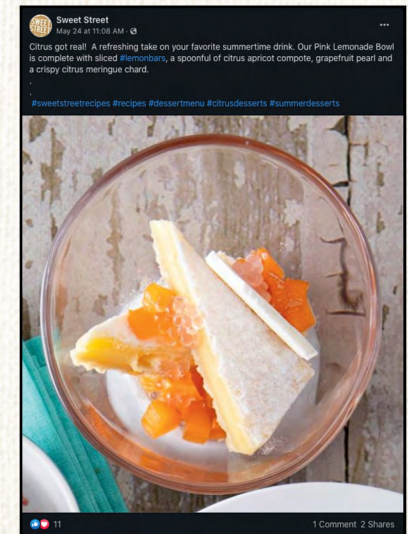 SWEET STREET
Sweet Street
May 24 at 11:08 AM ·
Citrus got real! A refreshing take on your favorite summertime drink. Our Pink Lemonade Bowl
is complete with sliced #lemonbars, a spoonful of citrus apricot compote, grapefruit pearl and
a crispy citrus meringue chard.
.
.
#sweetstreetrecipes #recipes #dessertmenu #citrusdesserts #summerdesserts
11
1 Comment 2 Shares